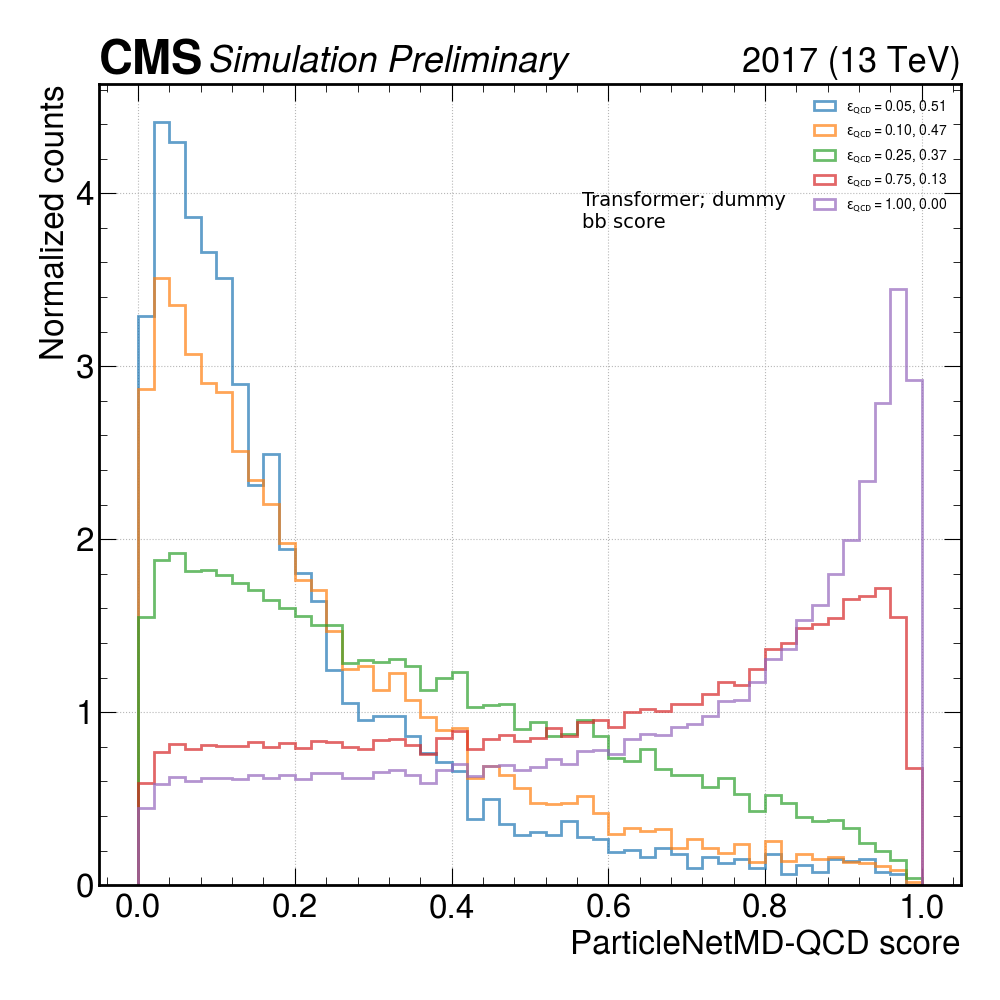 CMS Simulation Preliminary 2017 (13 TeV)
Normalized counts
εQCD = 0.05, 0.51
εQCD = 0.10, 0.47
εQCD = 0.25, 0.37
εQCD = 0.75, 0.13
εQCD = 1.00, 0.00
Transformer; dummy
bb score
4
3
2
1
0
0.0 0.2 0.4 0.6 0.8 1.0
ParticleNetMD-QCD score